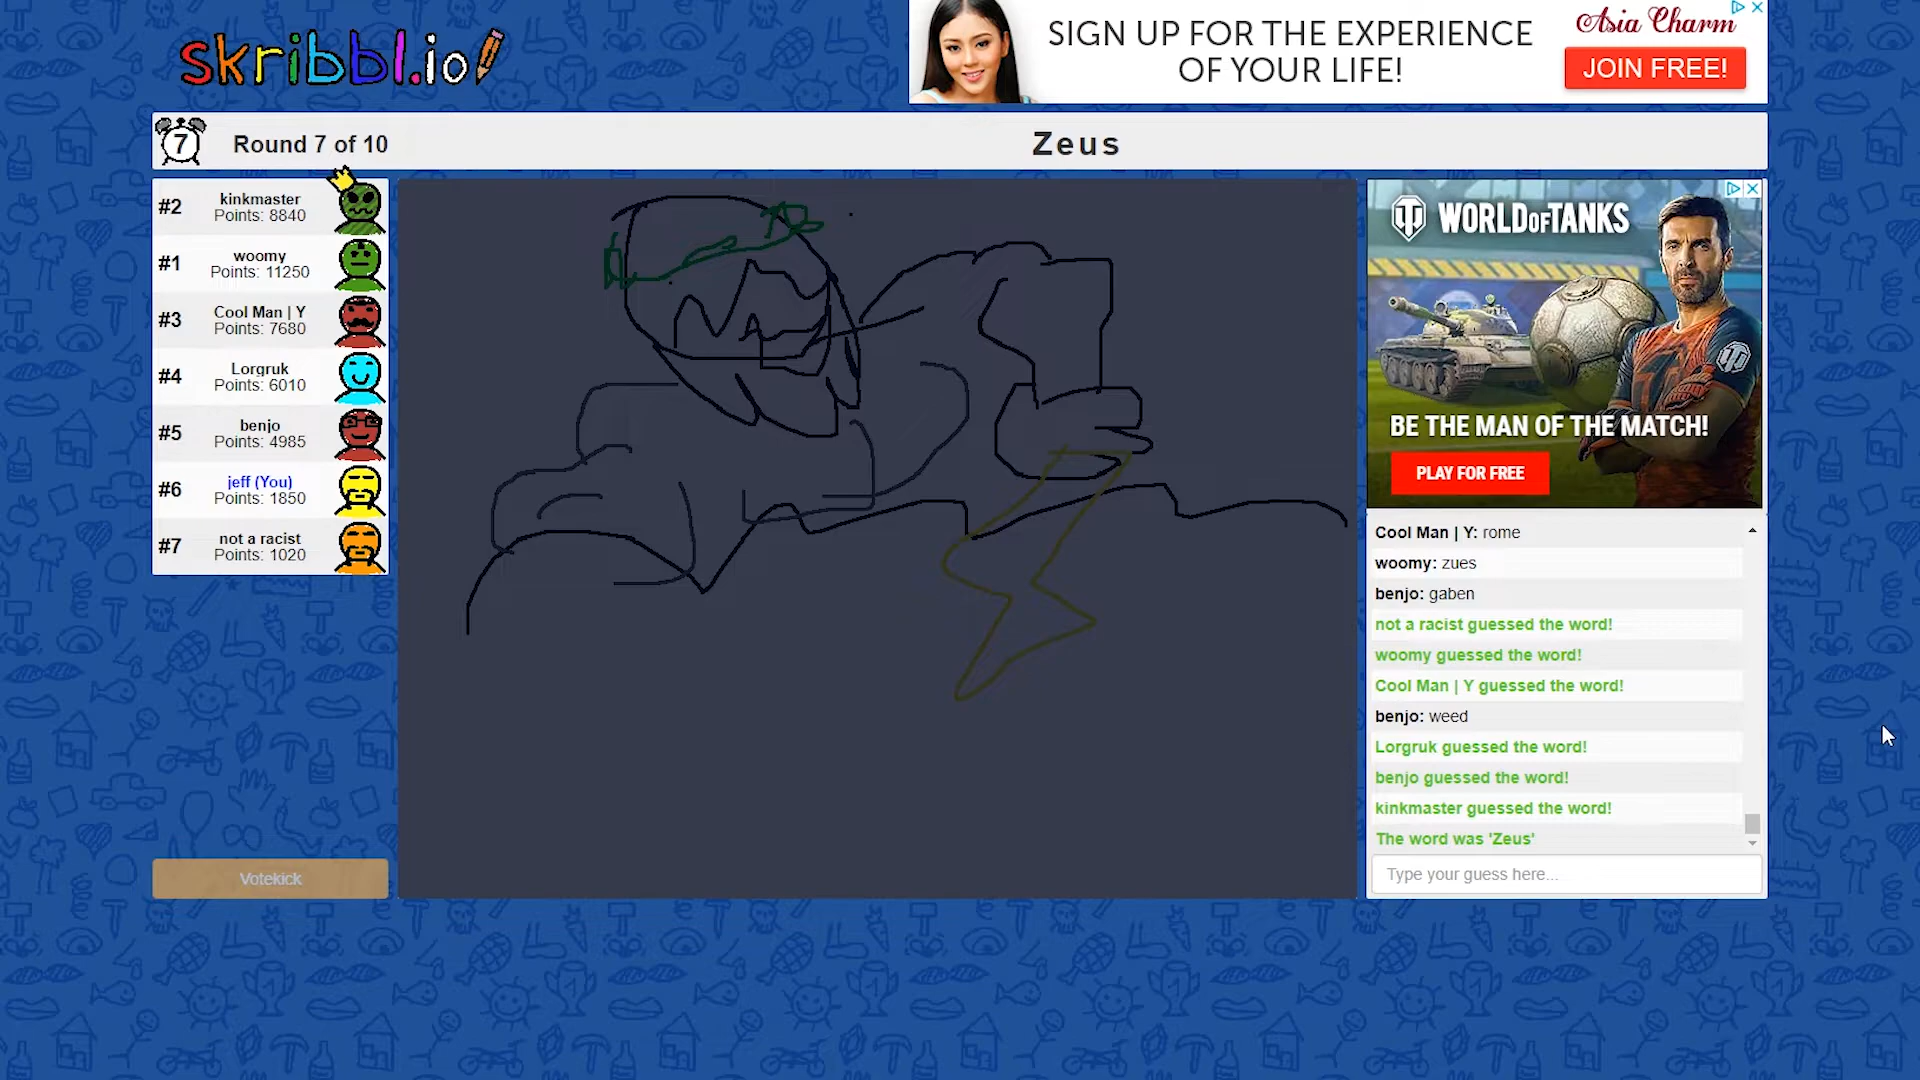 skribbl.io
SIGN UP FOR THE EXPERIENCE
OF YOUR LIFE!
Asia Charm
JOIN FREE!
7
Round 7 of 10
Zeus
#2
kinkmaster
Points: 8840
#1
woomy
Points: 11250
#3
Cool Man | Y
Points: 7680
#4
Lorgruk
Points: 6010
#5
benjo
Points: 4985
#6
jeff (You)
Points: 1850
#7
not a racist
Points: 1020
Votekick
WORLD OF TANKS
BE THE MAN OF THE MATCH!
PLAY FOR FREE
Cool Man | Y: rome
woomy: zues
benjo: gaben
not a racist guessed the word!
woomy guessed the word!
Cool Man | Y guessed the word!
benjo: weed
Lorgruk guessed the word!
benjo guessed the word!
kinkmaster guessed the word!
The word was 'Zeus'
Type your guess here...